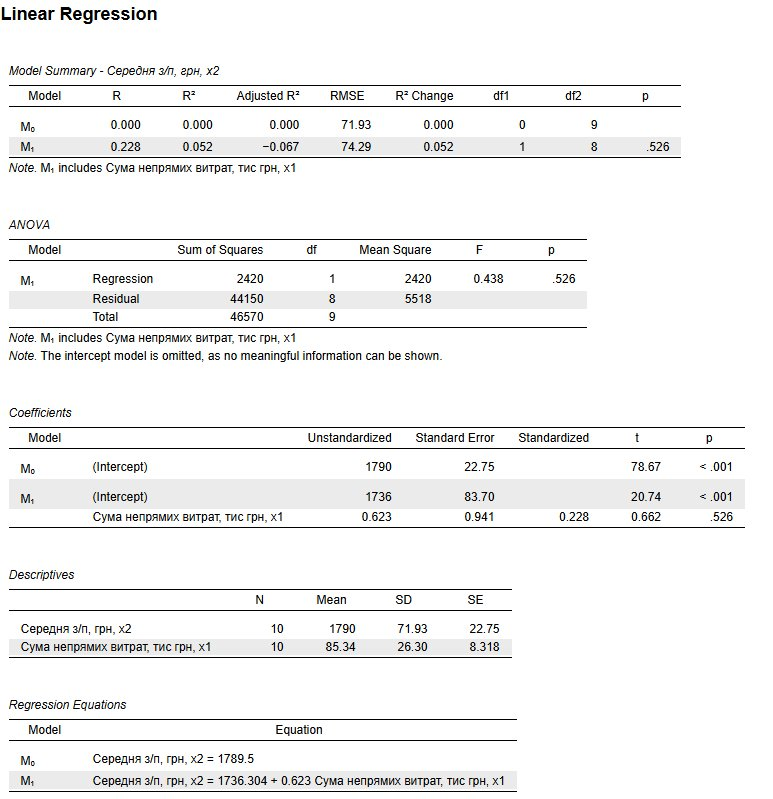 Linear Regression
Model Summary - Середня з/п, грн, x2
Model R R² Adjusted R² RMSE R² Change df1 df2 p
M₀ 0.000 0.000 0.000 71.93 0.000 0 9
M₁ 0.228 0.052 −0.067 74.29 0.052 1 8 .526
Note. M₁ includes Сума непрямих витрат, тис грн, x1
ANOVA
Model Sum of Squares df Mean Square F p
M₁ Regression 2420 1 2420 0.438 .526
Residual 44150 8 5518
Total 46570 9
Note. M₁ includes Сума непрямих витрат, тис грн, x1
Note. The intercept model is omitted, as no meaningful information can be shown.
Coefficients
Model Unstandardized Standard Error Standardized t p
M₀ (Intercept) 1790 22.75 78.67 < .001
M₁ (Intercept) 1736 83.70 20.74 < .001
Сума непрямих витрат, тис грн, x1 0.623 0.941 0.228 0.662 .526
Descriptives
N Mean SD SE
Середня з/п, грн, x2 10 1790 71.93 22.75
Сума непрямих витрат, тис грн, x1 10 85.34 26.30 8.318
Regression Equations
Model Equation
M₀ Середня з/п, грн, x2 = 1789.5
M₁ Середня з/п, грн, x2 = 1736.304 + 0.623 Сума непрямих витрат, тис грн, x1